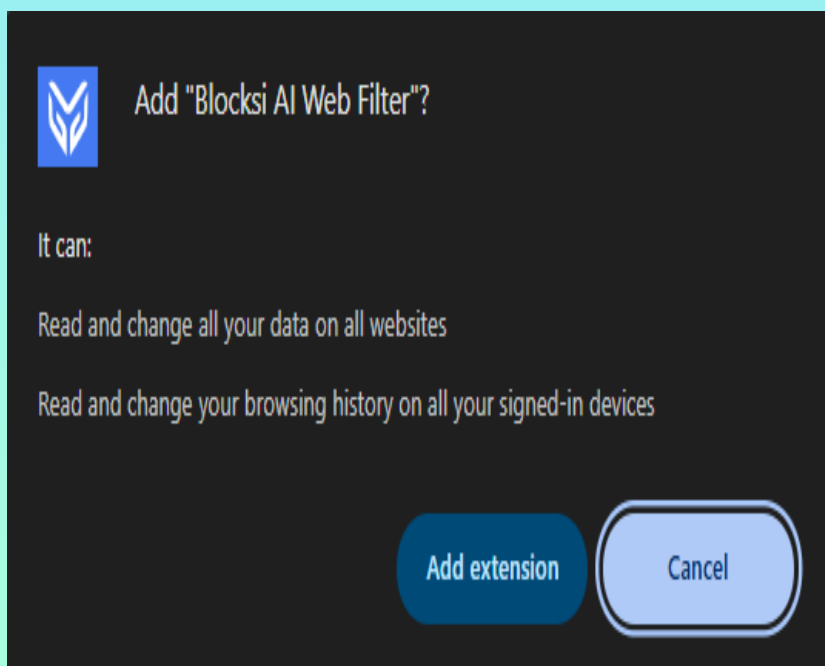 Add "Blocksi AI Web Filter"?
It can:
Read and change all your data on all websites
Read and change your browsing history on all your signed-in devices
Add extension
Cancel